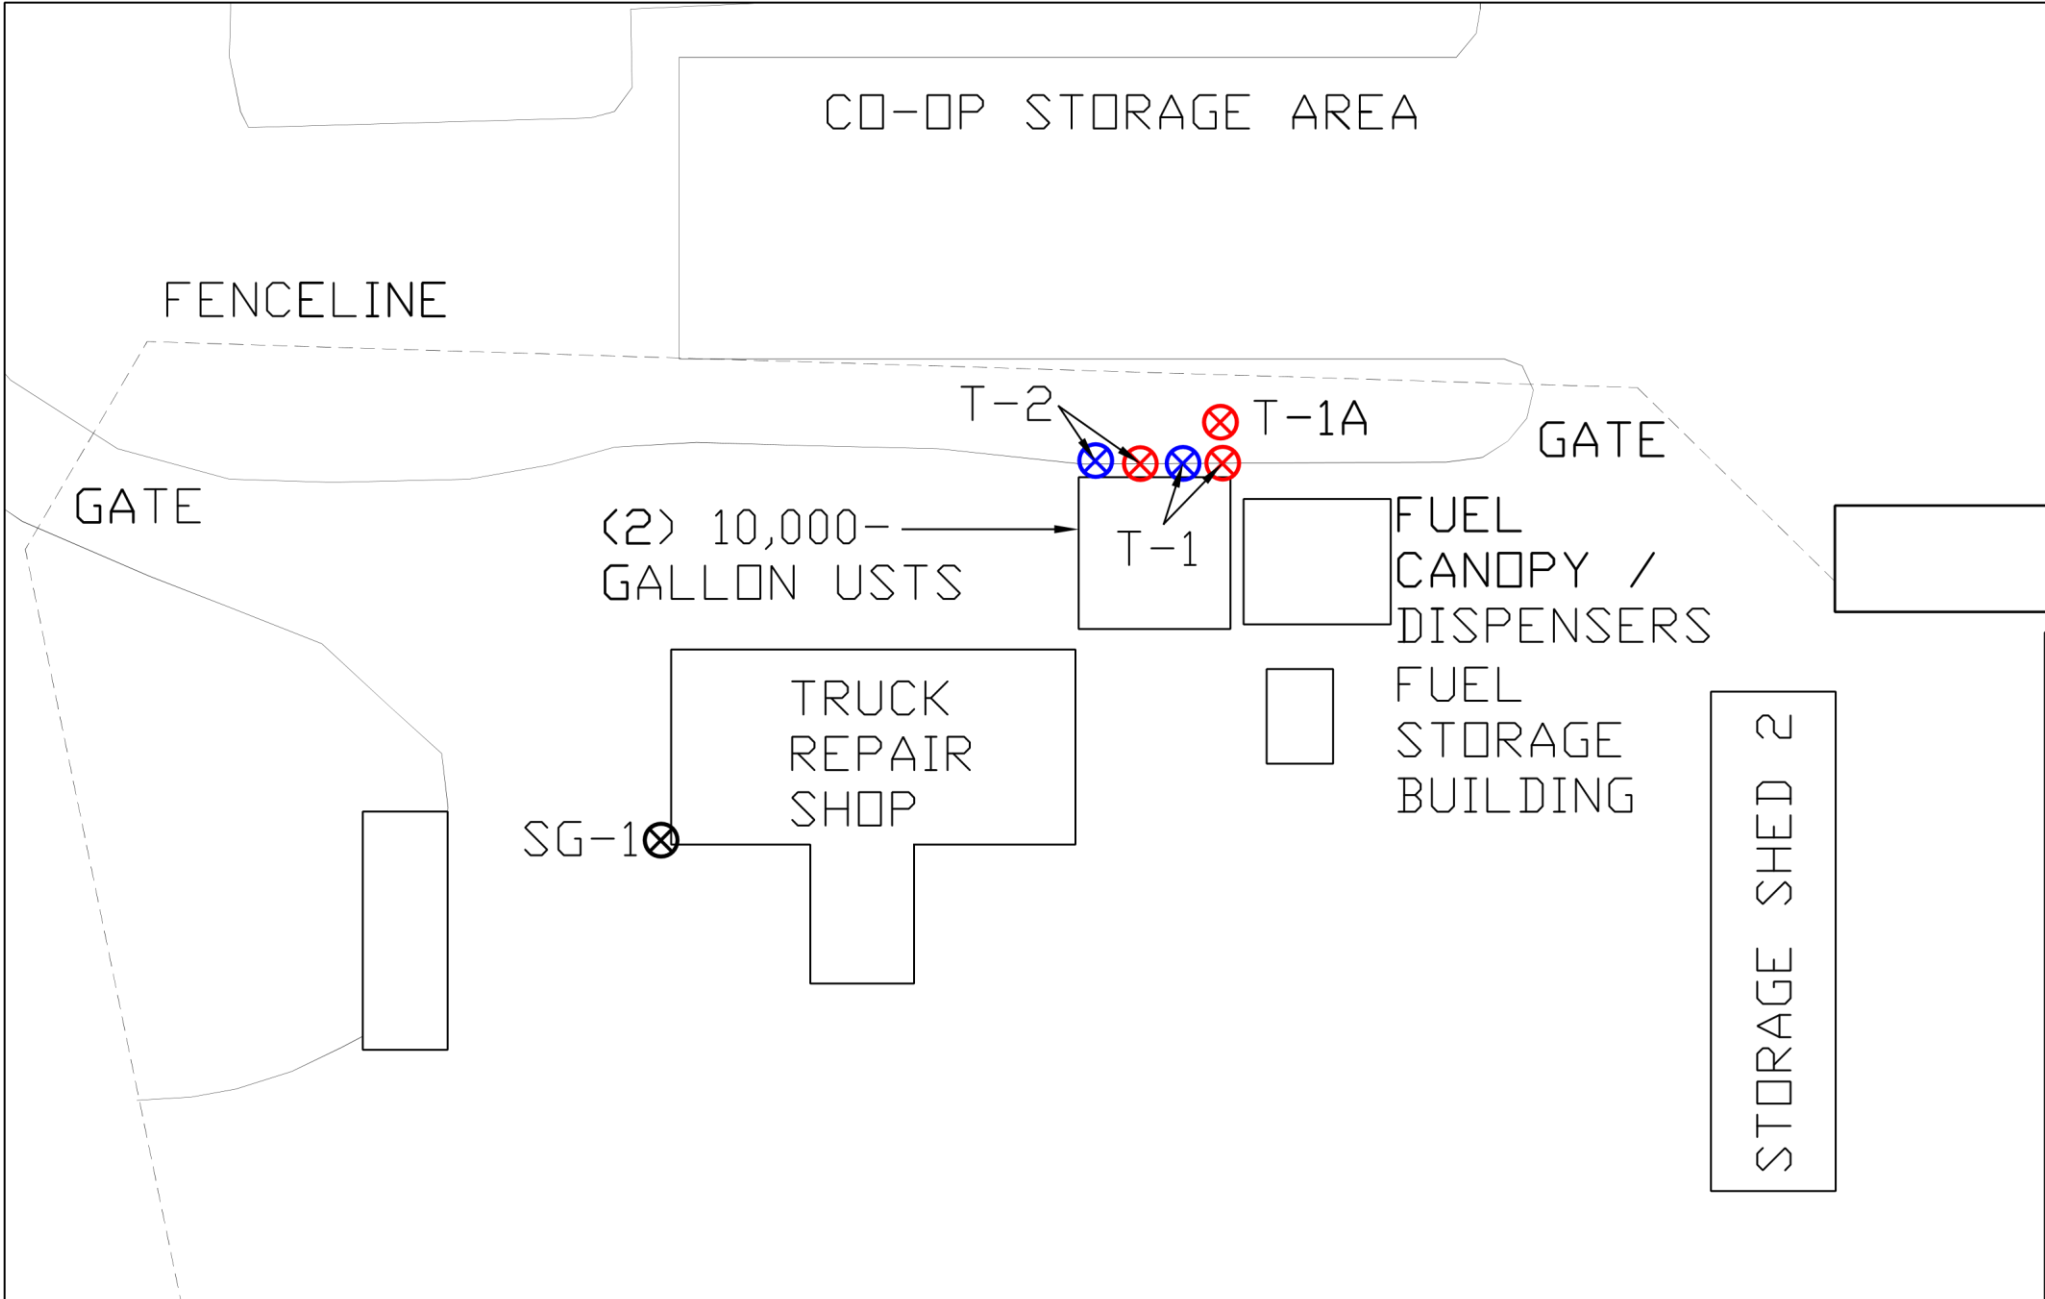 CO-OP STORAGE AREA
FENCELINE
T-2
T-1A
GATE
GATE
(2) 10,000-
GALLON USTS
T-1
FUEL
CANOPY /
DISPENSERS
FUEL
STORAGE
BUILDING
TRUCK
REPAIR
SHOP
SG-1
STORAGE SHED 2